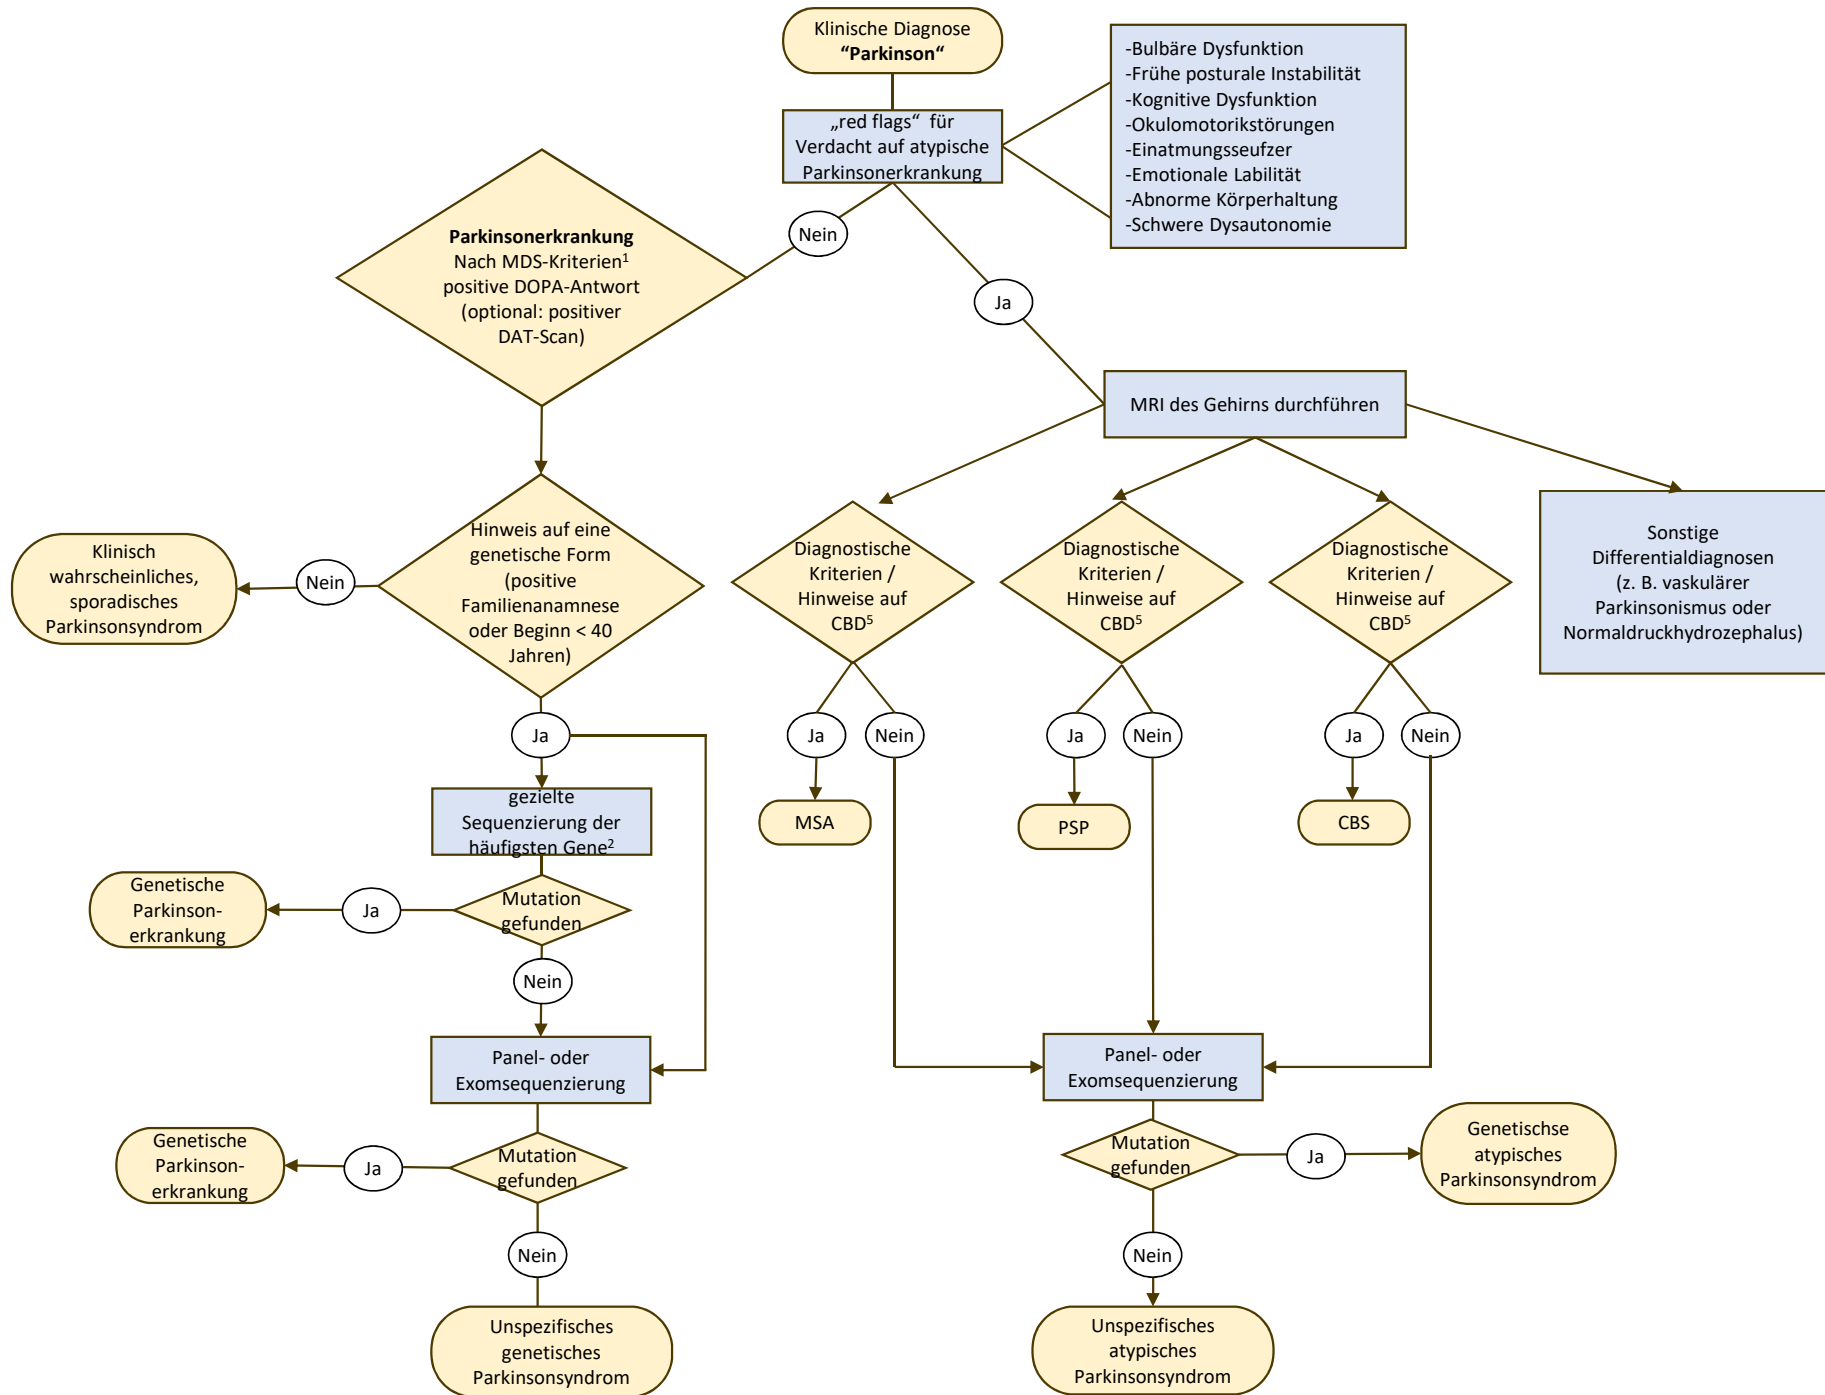 Klinische Diagnose
“Parkinson“
„red flags“ für
Verdacht auf atypische
Parkinsonerkrankung
-Bulbäre Dysfunktion
-Frühe posturale Instabilität
-Kognitive Dysfunktion
-Okulomotorikstörungen
-Einatmungsseufzer
-Emotionale Labilität
-Abnorme Körperhaltung
-Schwere Dysautonomie
Nein
Ja
Parkinsonerkrankung
Nach MDS-Kriterien¹
positive DOPA-Antwort
(optional: positiver
DAT-Scan)
MRI des Gehirns durchführen
Hinweis auf eine
genetische Form
(positive
Familienanamnese
oder Beginn < 40
Jahren)
Nein
Klinisch
wahrscheinliches,
sporadisches
Parkinsonsyndrom
Diagnostische
Kriterien /
Hinweise auf
CBD⁵
Diagnostische
Kriterien /
Hinweise auf
CBD⁵
Diagnostische
Kriterien /
Hinweise auf
CBD⁵
Sonstige
Differentialdiagnosen
(z. B. vaskulärer
Parkinsonismus oder
Normaldruckhydrozephalus)
Ja
Ja
Nein
Ja
Nein
Ja
Nein
gezielte
Sequenzierung der
häufigsten Gene²
MSA
PSP
CBS
Mutation
gefunden
Ja
Genetische
Parkinson-
erkrankung
Nein
Panel- oder
Exomsequenzierung
Panel- oder
Exomsequenzierung
Mutation
gefunden
Ja
Genetische
Parkinson-
erkrankung
Mutation
gefunden
Ja
Genetischse
atypisches
Parkinsonsyndrom
Nein
Nein
Unspezifisches
genetisches
Parkinsonsyndrom
Unspezifisches
atypisches
Parkinsonsyndrom